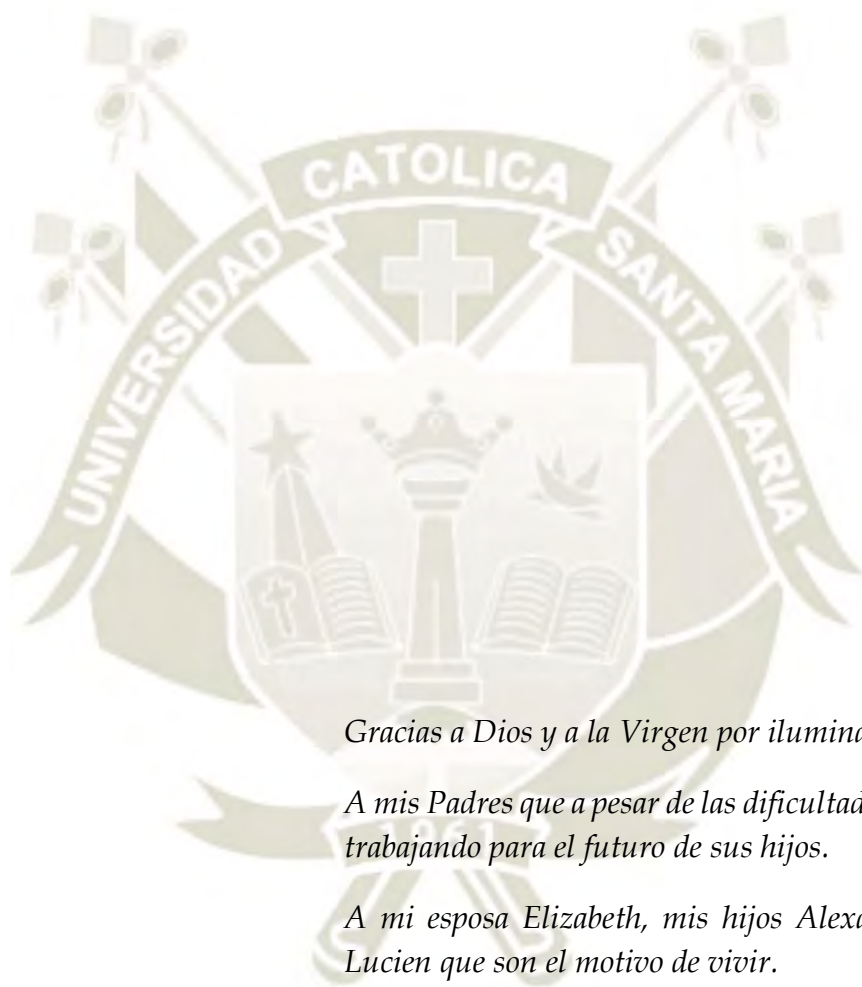 UNIVERSIDAD CATOLICA SANTA MARIA
Gracias a Dios y a la Virgen por ilumina
A mis Padres que a pesar de las dificultad
trabajando para el futuro de sus hijos.
1961
A mi esposa Elizabeth, mis hijos Alexa
Lucien que son el motivo de vivir.